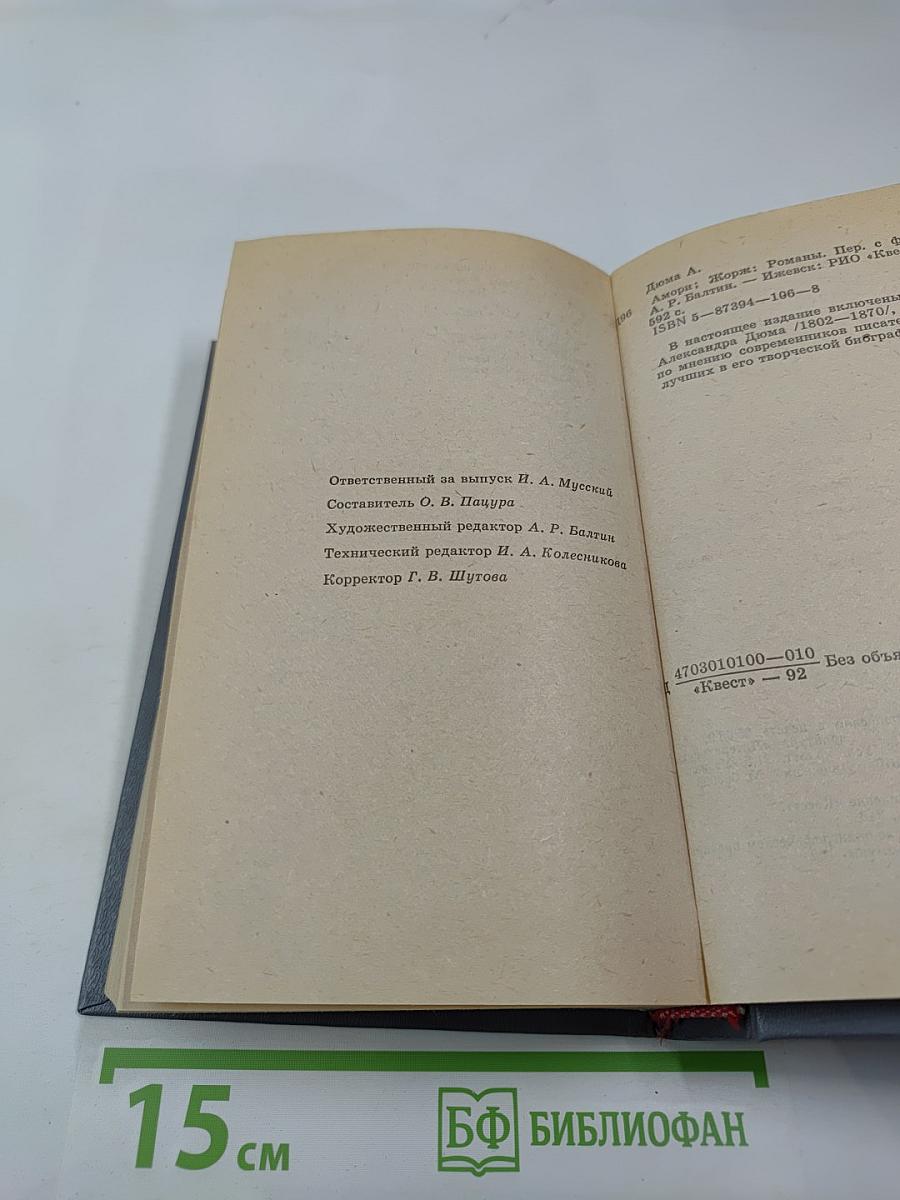 Ответственный за выпуск И. А. Мусский
Составитель О. В. Пацура
Художественный редактор А. Р. Балтин
Технический редактор И. А. Колесникова
Корректор Г. В. Шутова
Дюма А.
Амори; Жорж: Романы. Пер. с ф
А. Р. Балтин. — Ижевск: РИО «Кве
592 с.
ISBN 5—87394—106—8
В настоящее издание включены
Александра Дюма /1802—1870/,
по мнению современников писате
лучших в его творческой биограф
4703010100—010
«Квест» — 92
Без объя
15 см
БФ БИБЛИОФАН